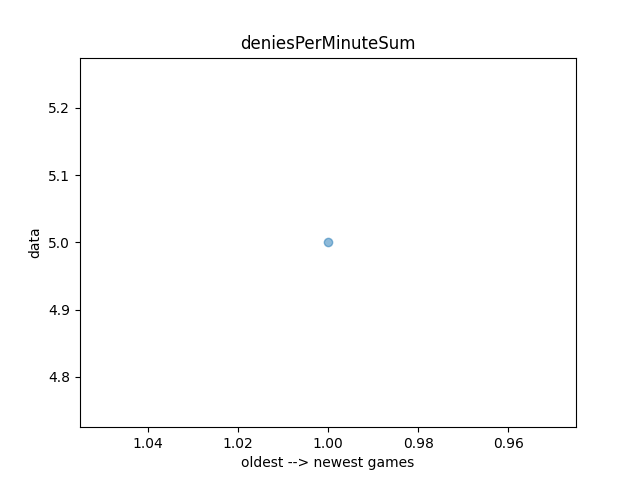 deniesPerMinuteSum
5.2
5.1
5.0
4.9
4.8
data
1.04 1.02 1.00 0.98 0.96
oldest --> newest games